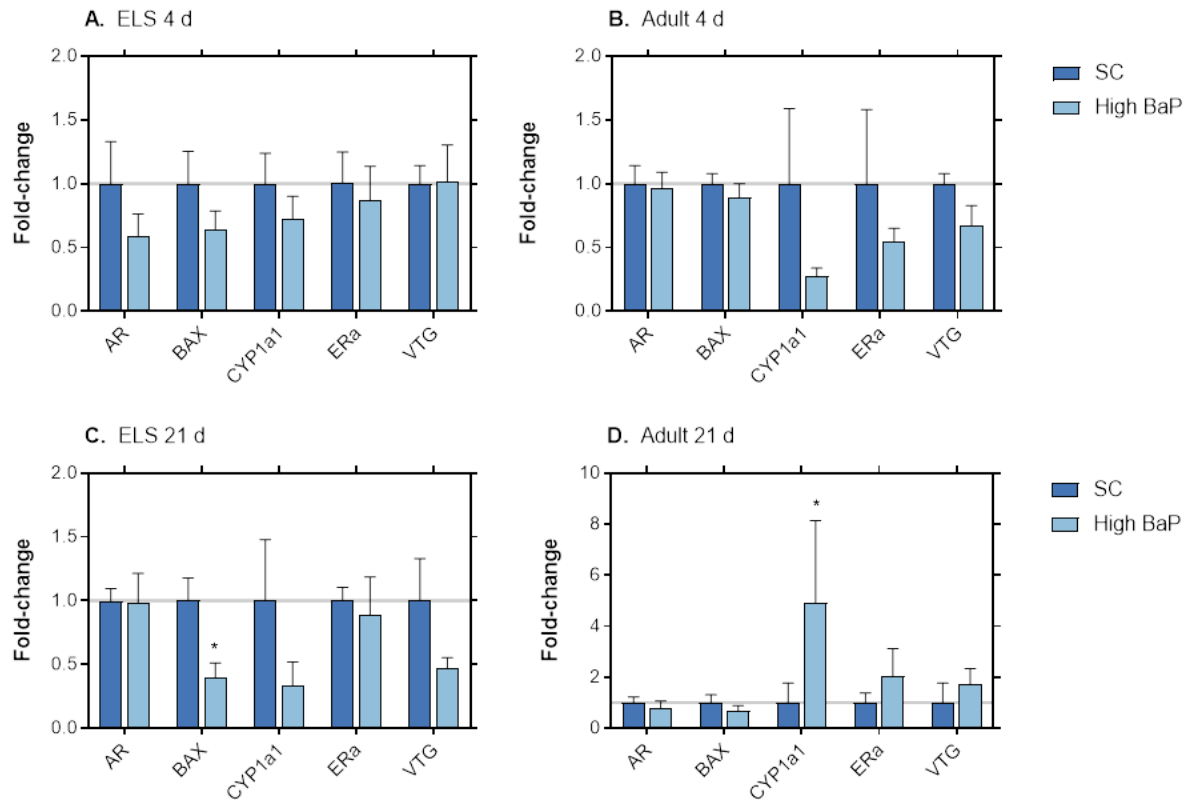 A. ELS 4 d
B. Adult 4 d
Fold-change
2.0
1.5
1.0
0.5
0.0
AR
BAX
CYP1a1
ERa
VTG
Fold-change
2.0
1.5
1.0
0.5
0.0
AR
BAX
CYP1a1
ERa
VTG
SC
High BaP
C. ELS 21 d
D. Adult 21 d
Fold-change
2.0
1.5
1.0
0.5
0.0
*
AR
BAX
CYP1a1
ERa
VTG
Fold-change
10
8
6
4
2
0
*
AR
BAX
CYP1a1
ERa
VTG
SC
High BaP